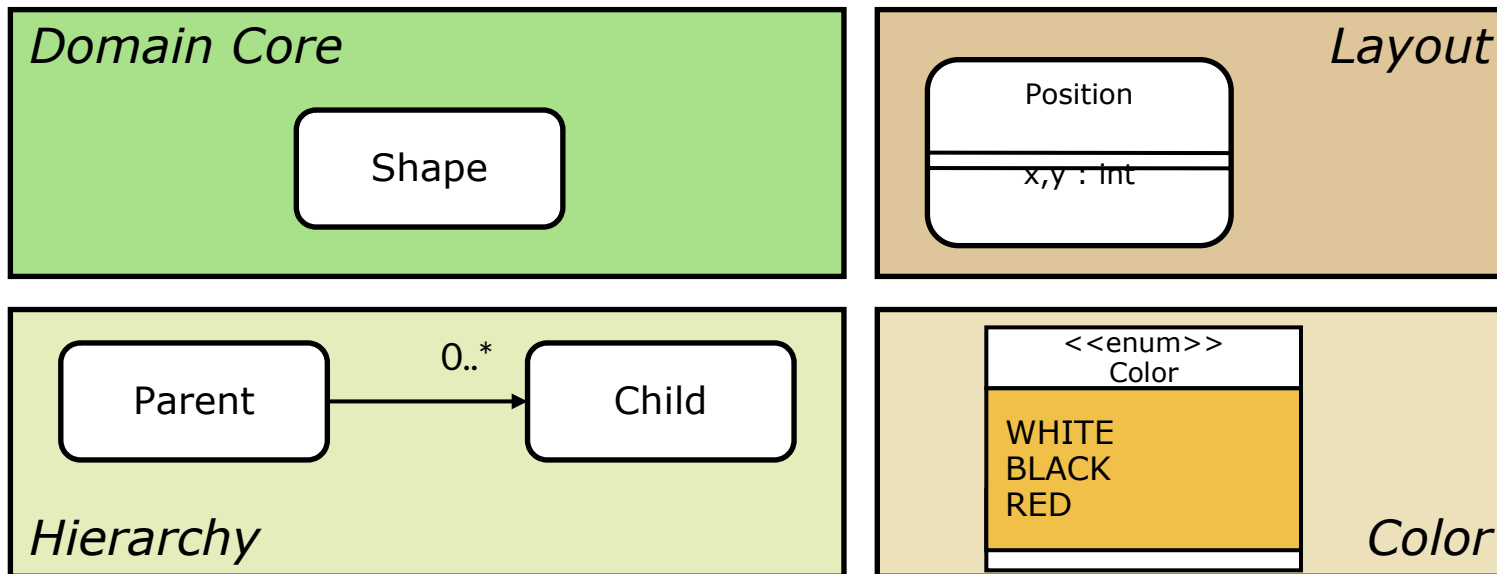 Domain Core
Shape
Layout
Position
x,y : int
Parent
0..*
Child
Hierarchy
<<enum>>
Color
WHITE
BLACK
RED
Color